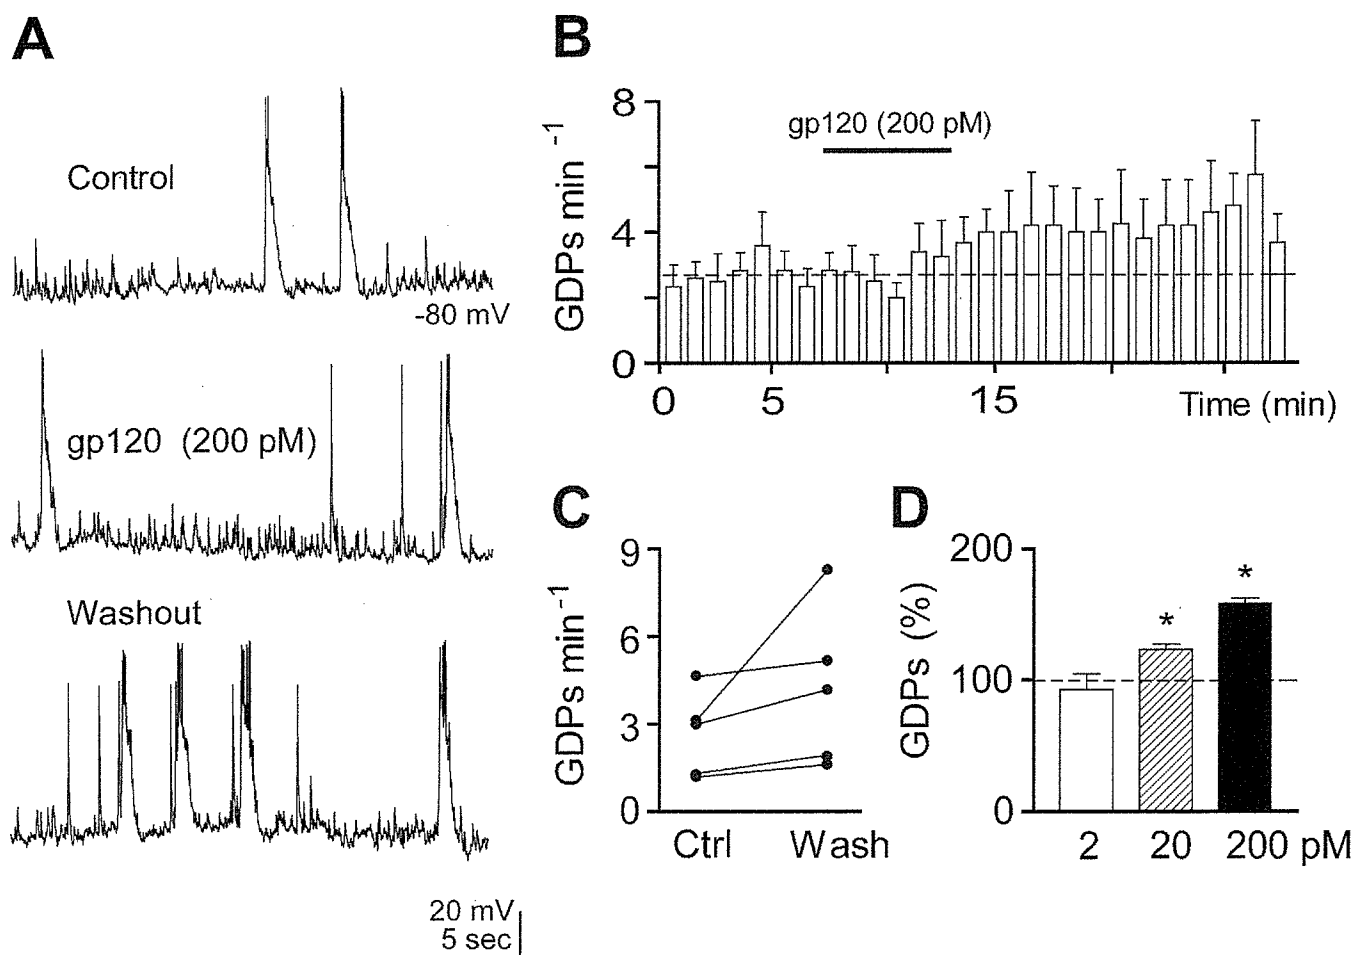 A
Control
-80 mV
gp120 (200 pM)
Washout
20 mV
5 sec
B
GDPs min-1
8
4
0
gp120 (200 pM)
0 5 15 Time (min)
C
GDPs min-1
9
6
3
0
Ctrl Wash
D
GDPs (%)
200
100
0
* *
2 20 200 pM